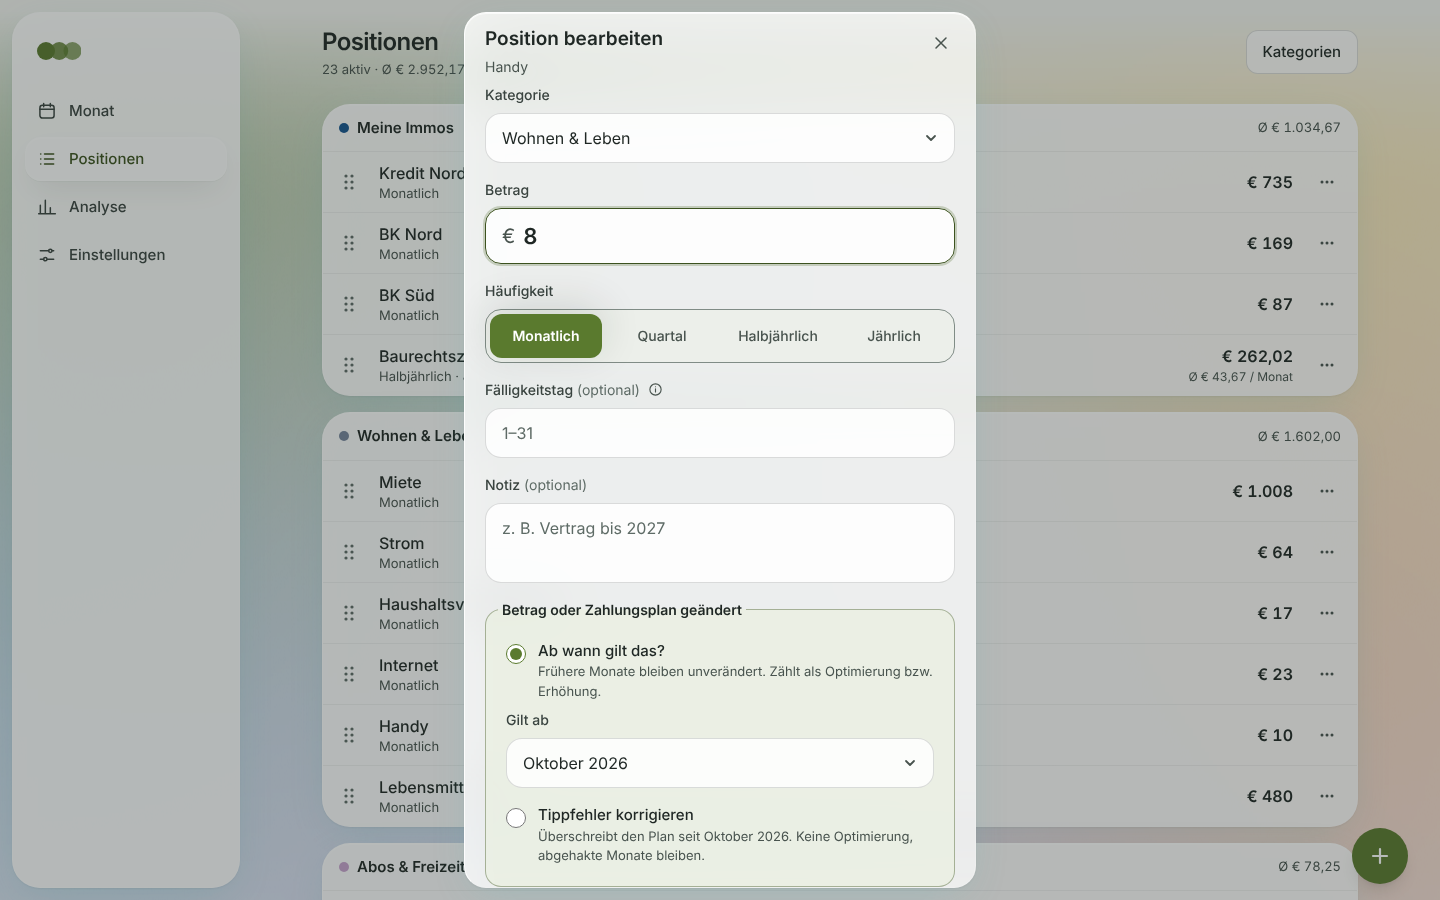 Monat
Positionen
Analyse
Einstellungen
Positionen
23 aktiv · Ø € 2.952,17
Kategorien
Meine Immos
Ø € 1.034,67
Kredit Nord
Monatlich
€ 735
BK Nord
Monatlich
€ 169
BK Süd
Monatlich
€ 87
Halbjährlich ·
€ 262,02
Ø € 43,67 / Monat
Wohnen &
Ø € 1.602,00
Miete
Monatlich
€ 1.008
Strom
Monatlich
€ 64
Monatlich
€ 17
Internet
Monatlich
€ 23
Handy
Monatlich
€ 10
Monatlich
€ 480
Abos & Freizeit
Ø € 78,25
Position bearbeiten
Handy
Kategorie
Wohnen & Leben
Betrag
€ 8
Häufigkeit
Monatlich
Quartal
Halbjährlich
Jährlich
Fälligkeitstag (optional)
1–31
Notiz (optional)
z. B. Vertrag bis 2027
Betrag oder Zahlungsplan geändert
Ab wann gilt das?
Frühere Monate bleiben unverändert. Zählt als Optimierung bzw.
Erhöhung.
Gilt ab
Oktober 2026
Tippfehler korrigieren
Überschreibt den Plan seit Oktober 2026. Keine Optimierung,
abgehakte Monate bleiben.